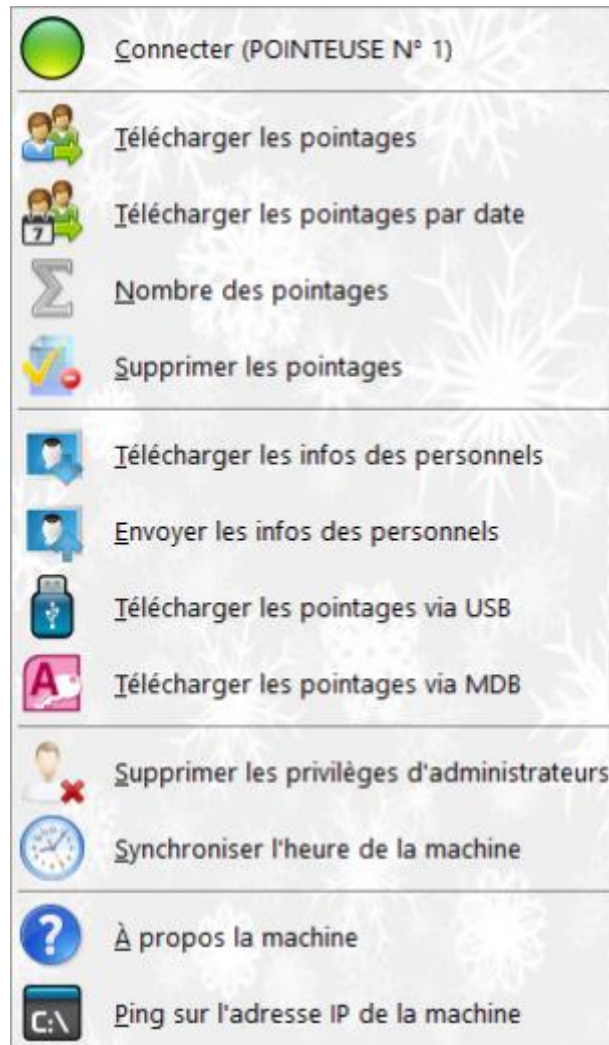 Connecter (POINTEUSE N° 1)
Télécharger les pointages
Télécharger les pointages par date
7
Nombre des pointages
Supprimer les pointages
Télécharger les infos des personnels
Envoyer les infos des personnels
Télécharger les pointages via USB
A
Télécharger les pointages via MDB
Supprimer les privilèges d'administrateurs
Synchroniser l'heure de la machine
?
À propos la machine
C:\
Ping sur l'adresse IP de la machine